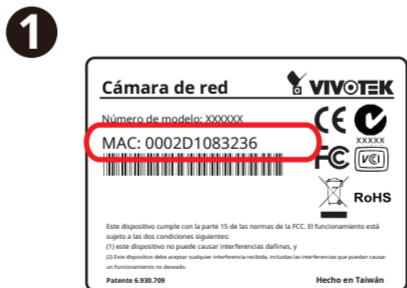 1
Cámara de red
VIVOTEK
Número de modelo: XXXXXX
MAC: 0002D1083236
XXXXX
FC
VCI
RoHS
Este dispositivo cumple con la parte 15 de las normas de la FCC. El funcionamiento está
sujeto a las dos condiciones siguientes:
(1) este dispositivo no puede causar interferencias dañinas, y
(2) Este dispositivo debe aceptar cualquier interferencia recibida, incluidas las interferencias que puedan causar
un funcionamiento no deseado.
Patente 6.930.709
Hecho en Taiwán